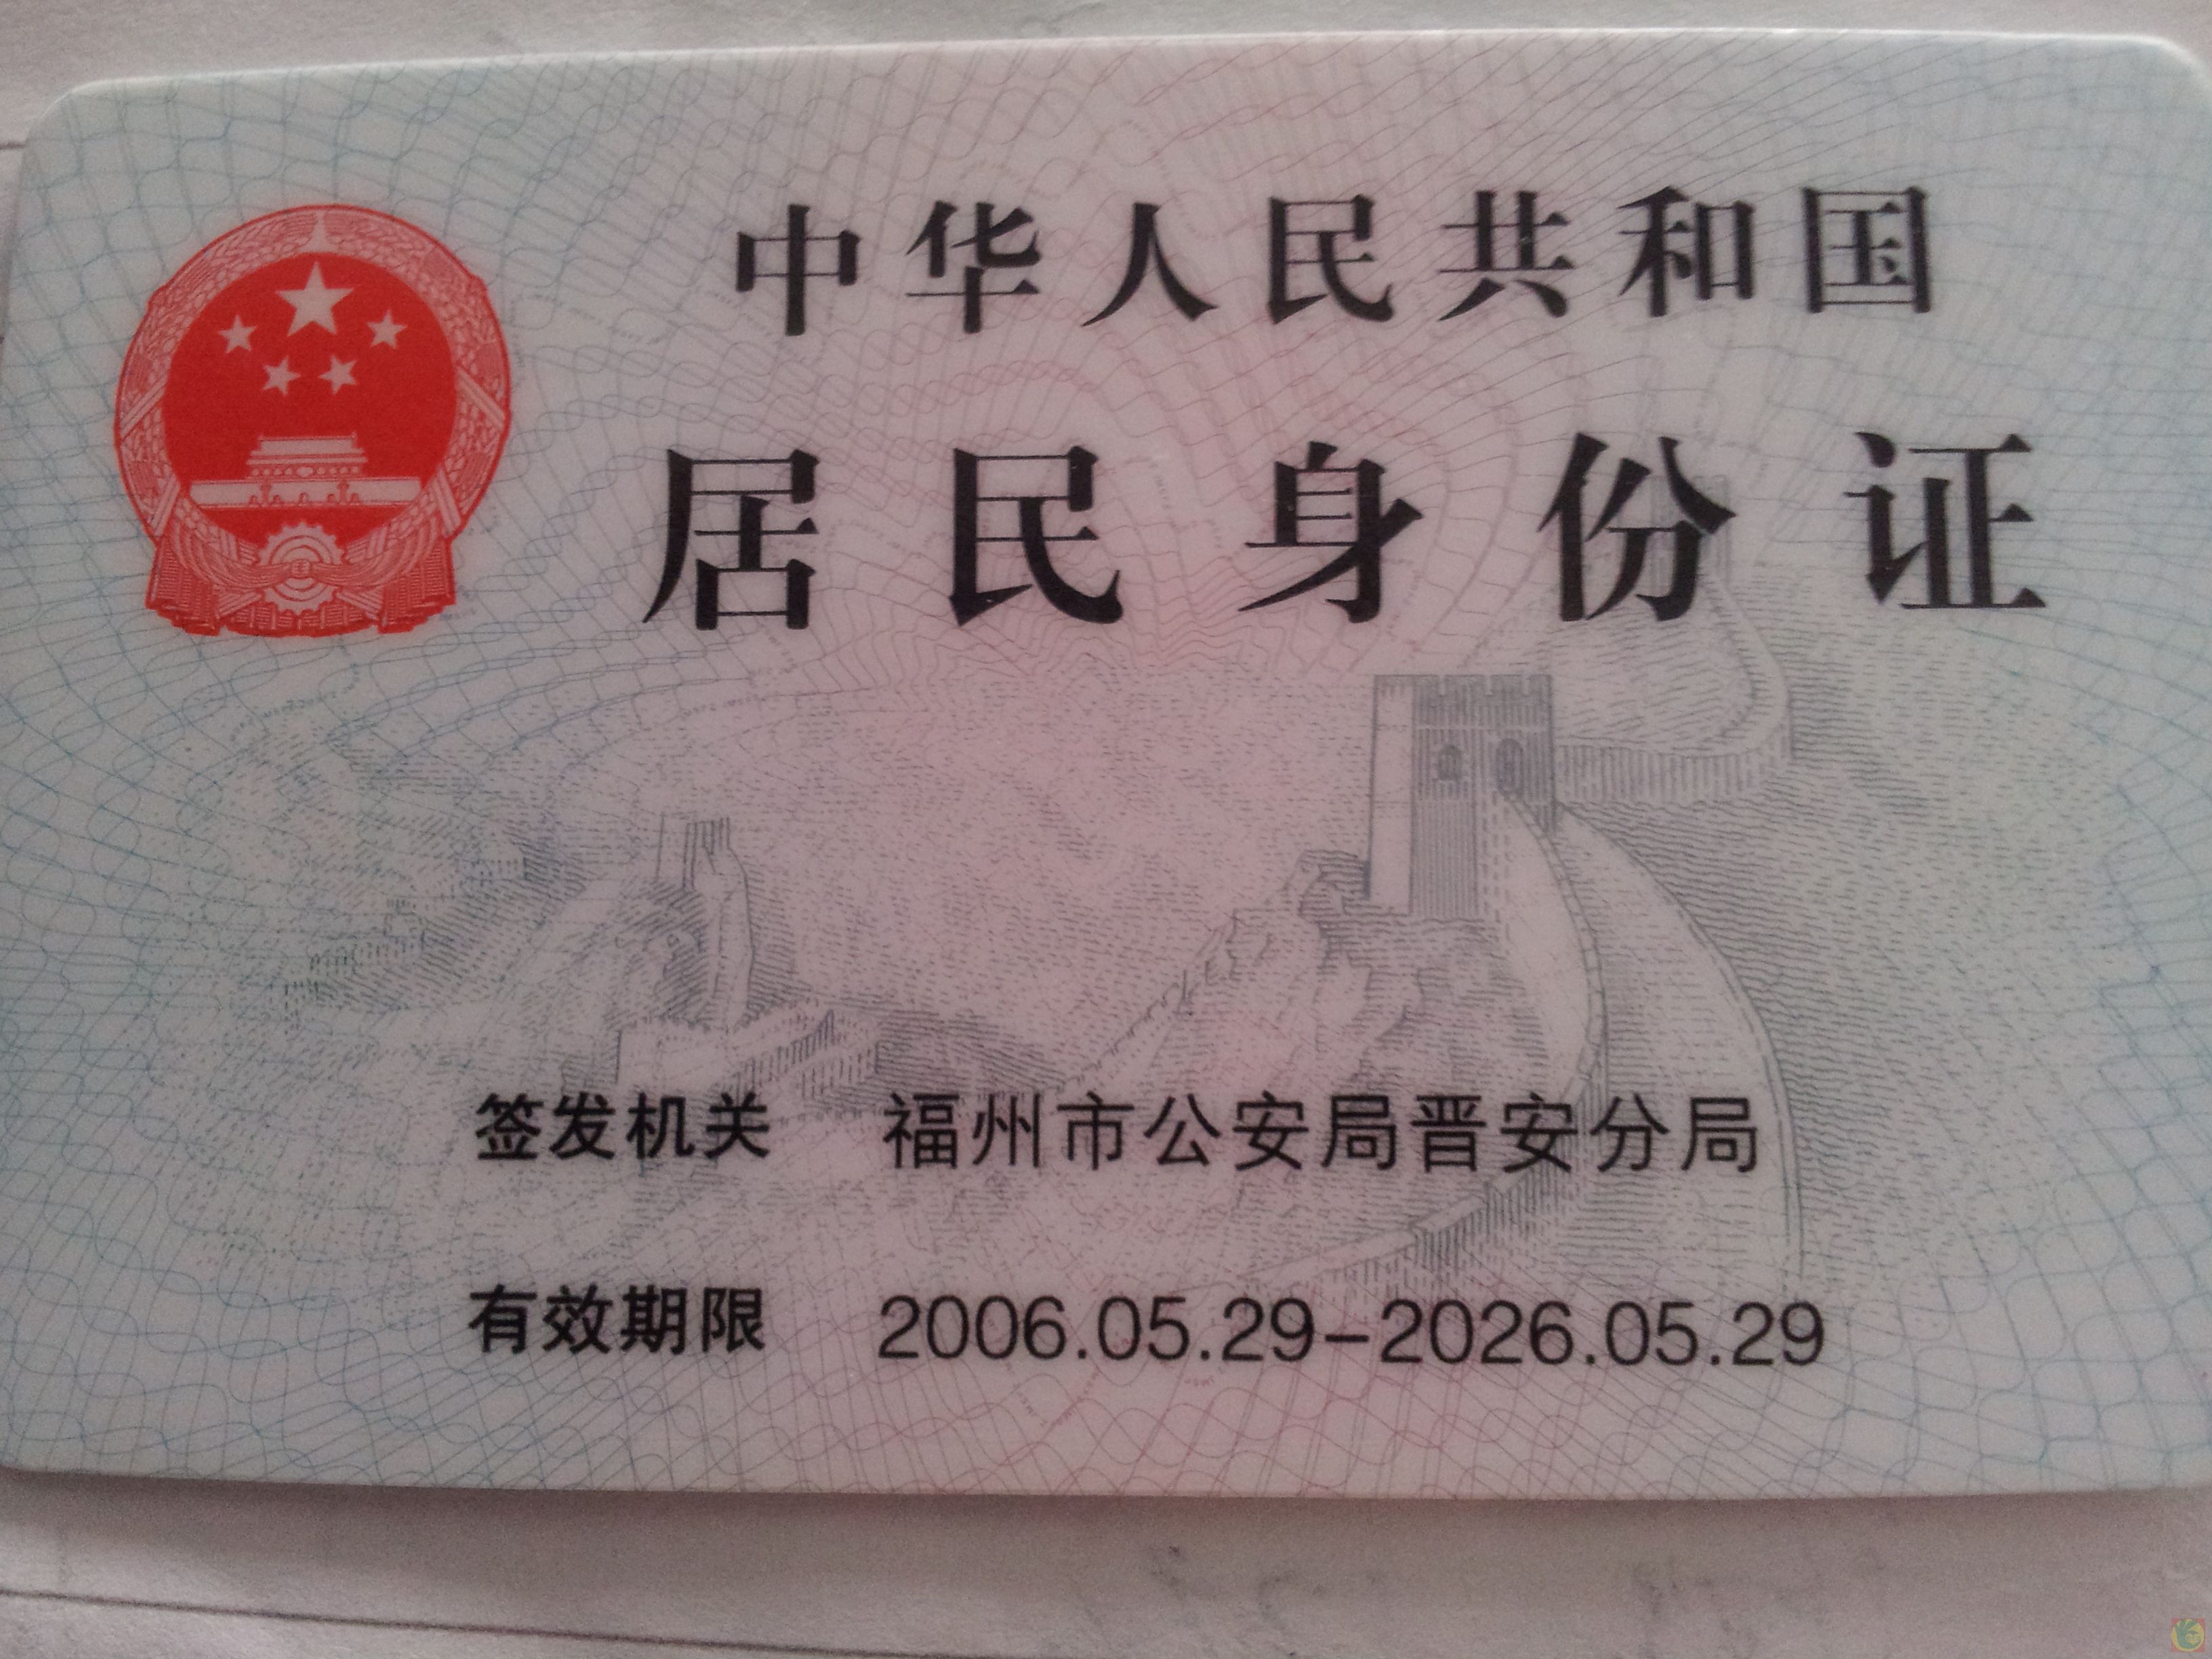 中华人民共和国
居民身份证
签发机关 福州市公安局晋安分局
有效期限 2006.05.29-2026.05.29